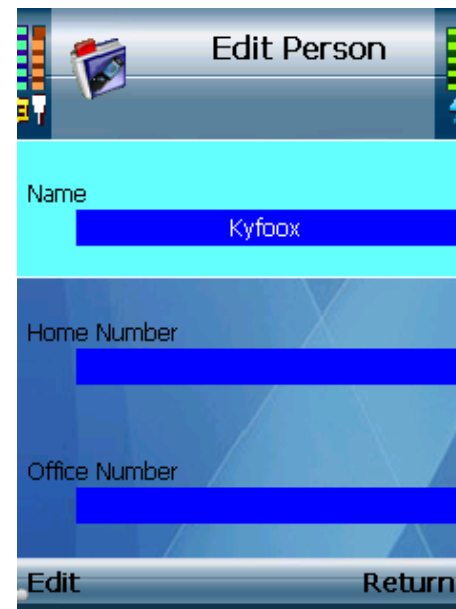 Edit Person
Name
Kyfoox
Home Number
Office Number
Edit Return